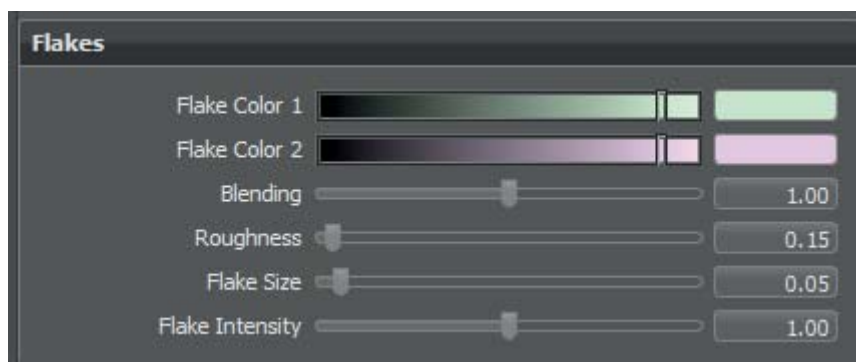 Flakes
Flake Color 1
Flake Color 2
Blending 1.00
Roughness 0.15
Flake Size 0.05
Flake Intensity 1.00